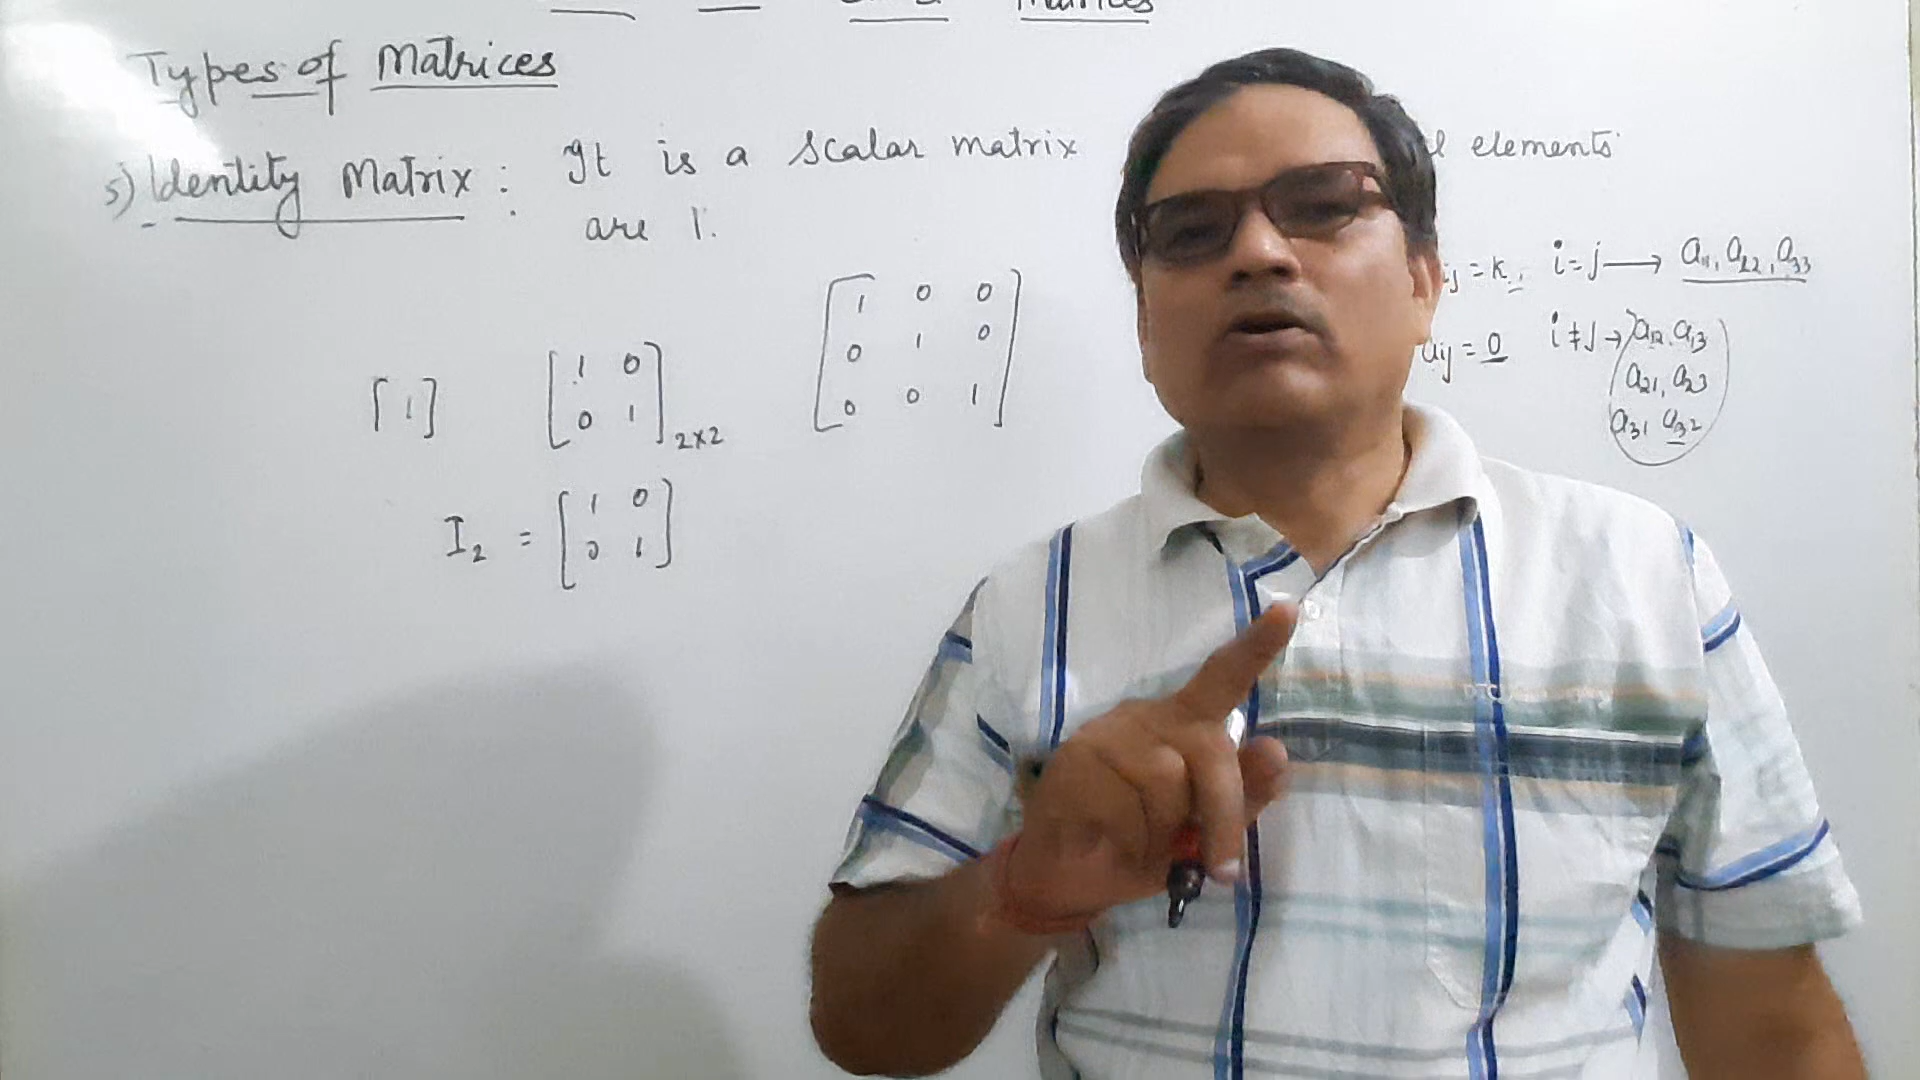 Matrices
Types of Matrices
5) Identity Matrix : It is a scalar matrix elements
are 1.
ij = k, i = j → a11, a22, a33
aij = 0 i ≠ j → a12, a13
a21, a23
a31 a32
[1] [1 0
0 1] 2×2
[1 0 0
0 1 0
0 0 1]
I2 = [1 0
0 1]